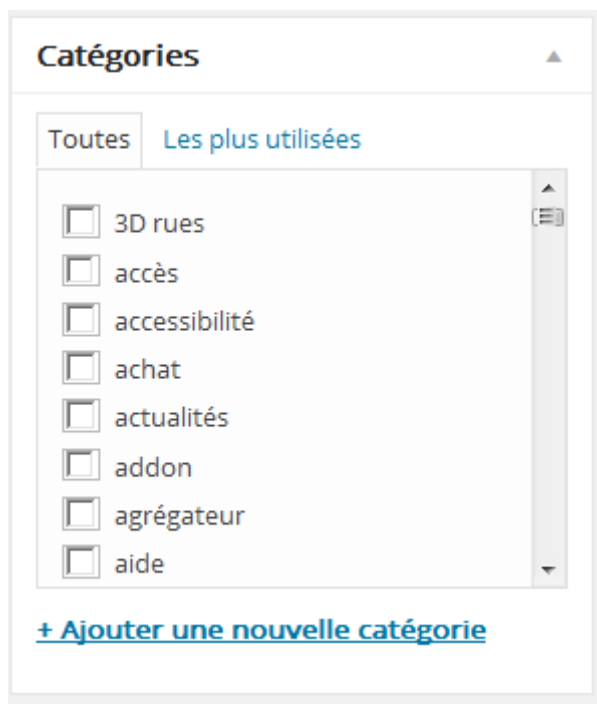 Catégories
Toutes Les plus utilisées
3D rues
accès
accessibilité
achat
actualités
addon
agrégateur
aide
+ Ajouter une nouvelle catégorie